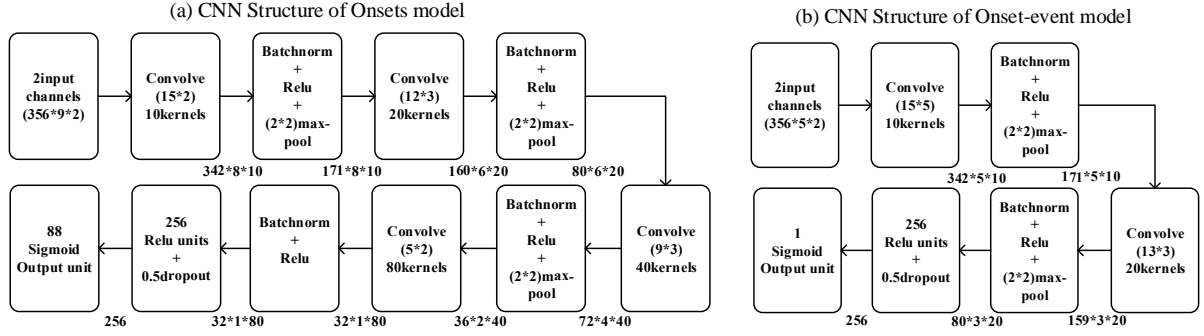 (a) CNN Structure of Onsets model
2input
channels
(356*9*2)
Convolve
(15*2)
10kernels
342*8*10
Batchnorm
+
Relu
+
(2*2)max-
pool
171*8*10
Convolve
(12*3)
20kernels
160*6*20
Batchnorm
+
Relu
+
(2*2)max-
pool
80*6*20
Convolve
(9*3)
40kernels
72*4*40
Batchnorm
+
Relu
+
(2*2)max-
pool
36*2*40
Convolve
(5*2)
80kernels
32*1*80
Batchnorm
+
Relu
32*1*80
256
Relu units
+
0.5dropout
256
88
Sigmoid
Output unit
(b) CNN Structure of Onset-event model
2input
channels
(356*5*2)
Convolve
(15*5)
10kernels
342*5*10
Batchnorm
+
Relu
+
(2*2)max-
pool
171*5*10
Convolve
(13*3)
20kernels
159*3*20
Batchnorm
+
Relu
+
(2*2)max-
pool
80*3*20
256
Relu units
+
0.5dropout
256
1
Sigmoid
Output unit